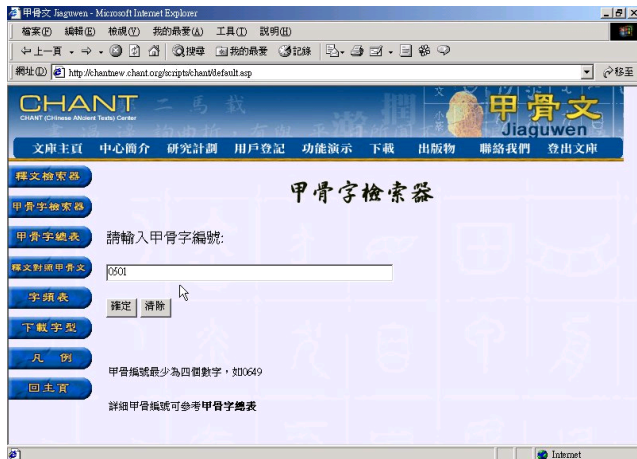 甲骨文 Jiaguwen - Microsoft Internet Explorer
檔案(F) 編輯(E) 檢視(V) 我的最愛(A) 工具(T) 說明(H)
上一頁 搜尋 我的最愛 記錄
網址(D) http://chantnew.chant.org/scripts/chant/default.asp 移至
CHANT
CHANT (CHinese ANcient Texts) Center
甲骨文
Jiaguwen
文庫主頁 中心簡介 研究計劃 用戶登記 功能演示 下載 出版物 聯絡我們 登出文庫
釋文檢索器
甲骨字檢索器
甲骨字總表
釋文對照甲骨文
字頻表
下載字型
凡 例
回主頁
甲骨字檢索器
請輸入甲骨字編號:
0501
確定 清除
甲骨編號最少為四個數字,如0649
詳細甲骨編號可參考甲骨字總表
Internet